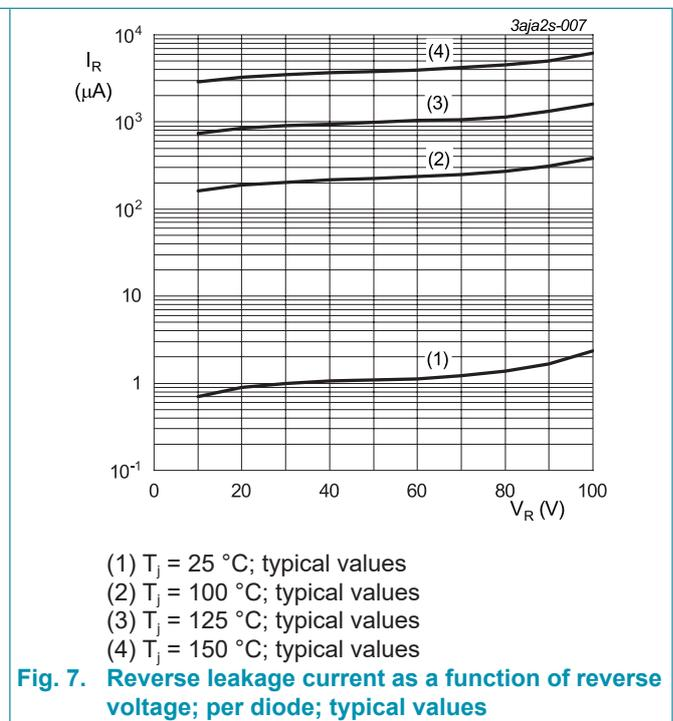 3aja2s-007
I_R
(μA)
10⁴
10³
10²
10
1
10⁻¹
(4)
(3)
(2)
(1)
0 20 40 60 80 100
V_R (V)
(1) T_j = 25 °C; typical values
(2) T_j = 100 °C; typical values
(3) T_j = 125 °C; typical values
(4) T_j = 150 °C; typical values
Fig. 7. Reverse leakage current as a function of reverse
voltage; per diode; typical values